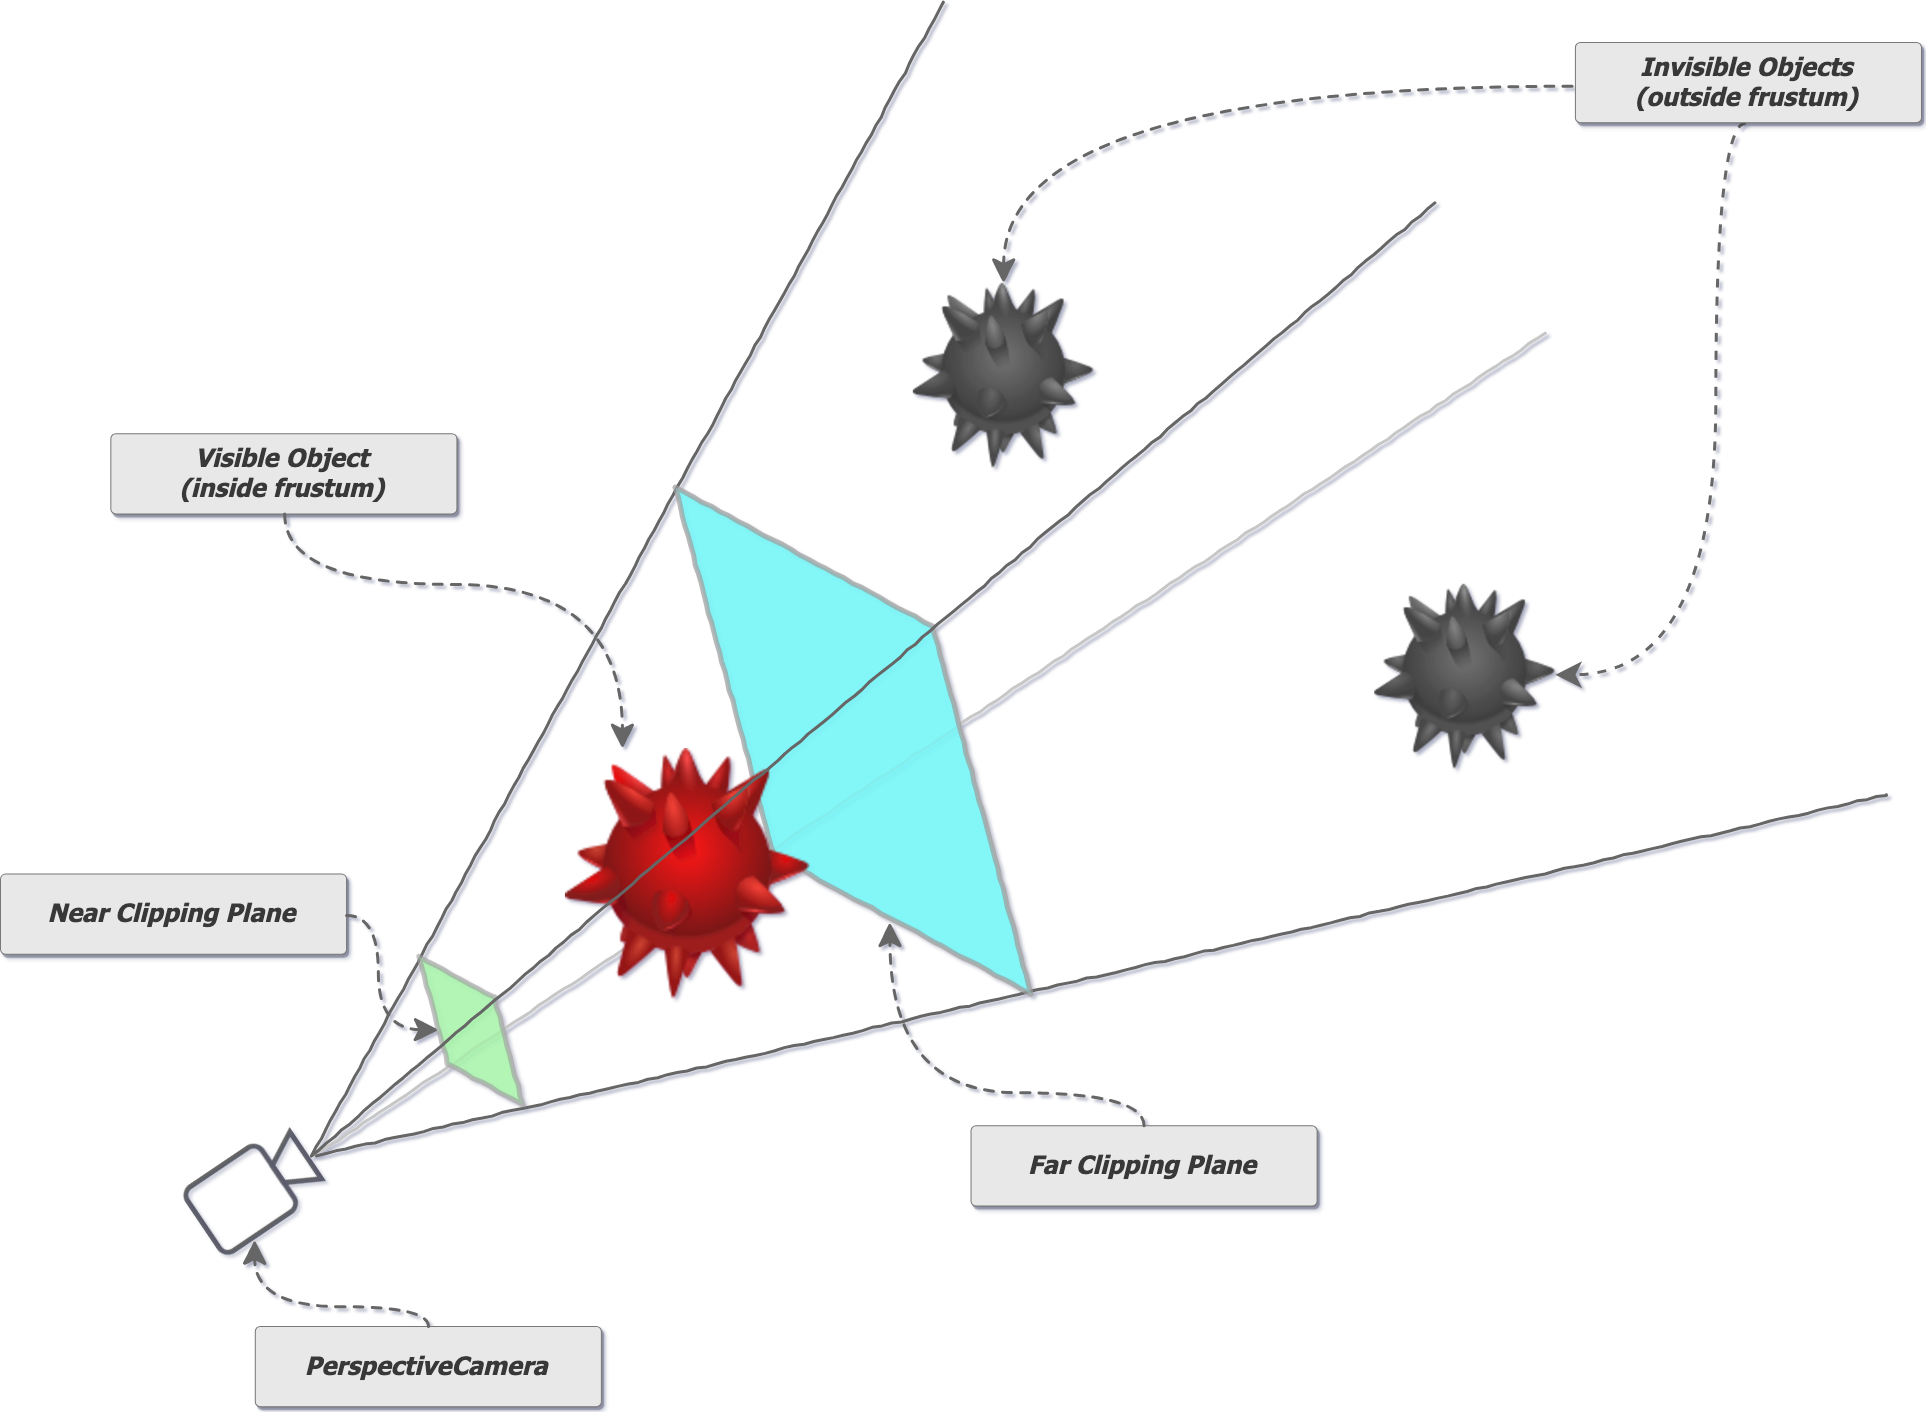 Invisible Objects
(outside frustum)
Visible Object
(inside frustum)
Near Clipping Plane
Far Clipping Plane
PerspectiveCamera